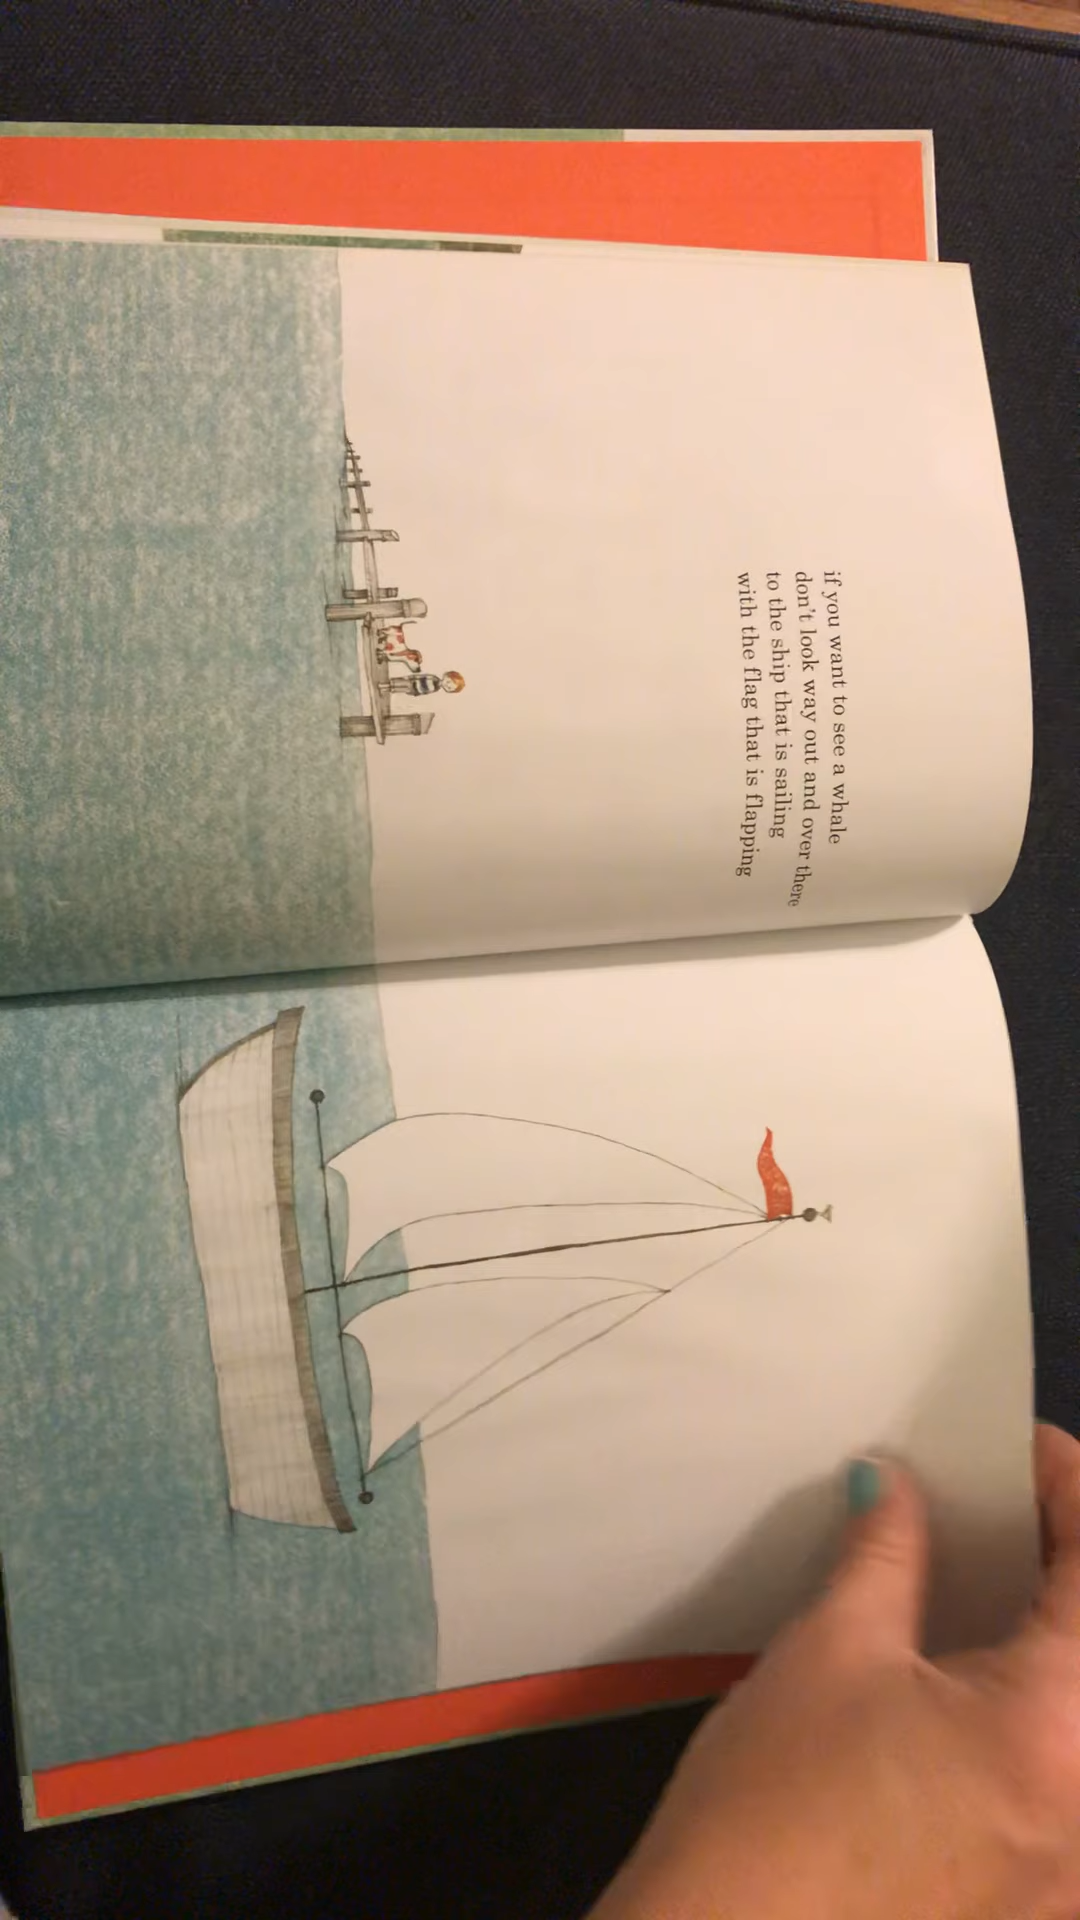 if you want to see a whale
don't look way out and over there
to the ship that is sailing
with the flag that is flapping